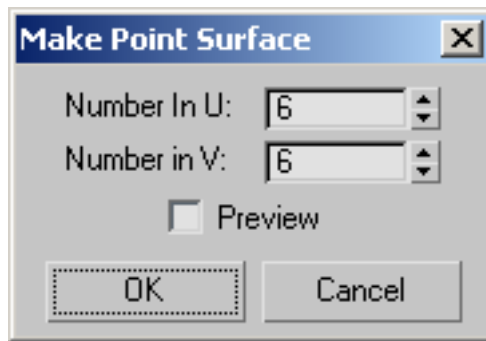 Make Point Surface
Number In U: 6
Number in V: 6
Preview
OK Cancel